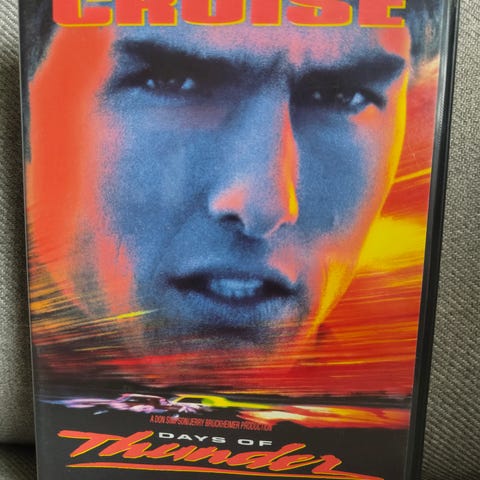 CRUISE
A DON SIMPSON/JERRY BRUCKHEIMER PRODUCTION
DAYS OF
Thunder